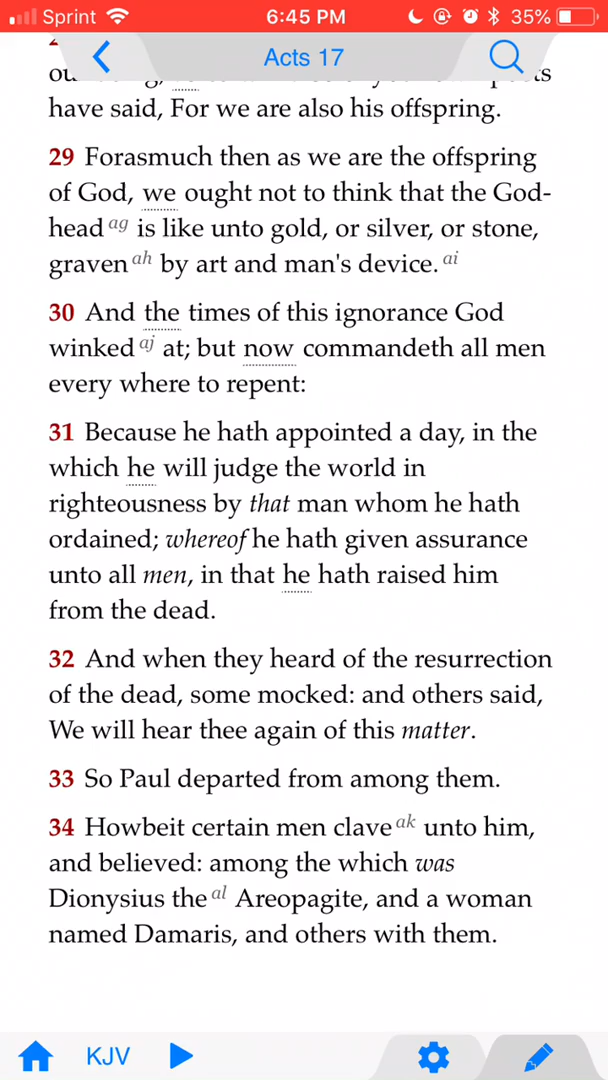 Sprint 6:45 PM 35%
Acts 17
have said, For we are also his offspring.
29 Forasmuch then as we are the offspring
of God, we ought not to think that the God-
head ag is like unto gold, or silver, or stone,
graven ah by art and man's device. ai
30 And the times of this ignorance God
winked aj at; but now commandeth all men
every where to repent:
31 Because he hath appointed a day, in the
which he will judge the world in
righteousness by that man whom he hath
ordained; whereof he hath given assurance
unto all men, in that he hath raised him
from the dead.
32 And when they heard of the resurrection
of the dead, some mocked: and others said,
We will hear thee again of this matter.
33 So Paul departed from among them.
34 Howbeit certain men clave ak unto him,
and believed: among the which was
Dionysius the al Areopagite, and a woman
named Damaris, and others with them.
KJV